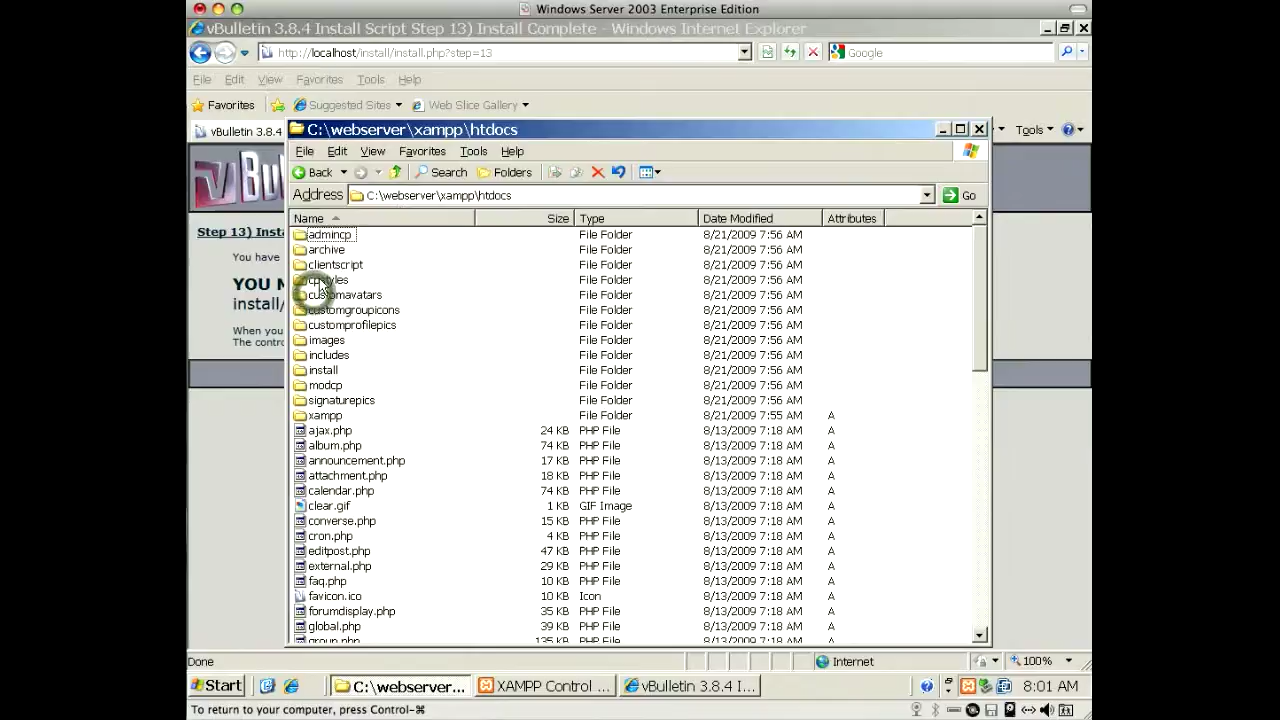 Windows Server 2003 Enterprise Edition
vBulletin 3.8.4 Install Script Step 13) Install Complete - Windows Internet Explorer
http://localhost/install/install.php?step=13
Google
File Edit View Favorites Tools Help
Favorites Suggested Sites Web Slice Gallery
vBulletin 3.8.4
Tools
C:\webserver\xampp\htdocs
File Edit View Favorites Tools Help
Back Search Folders
Address C:\webserver\xampp\htdocs Go
Name Size Type Date Modified Attributes
admincp File Folder 8/21/2009 7:56 AM
archive File Folder 8/21/2009 7:56 AM
clientscript File Folder 8/21/2009 7:56 AM
cpstyles File Folder 8/21/2009 7:56 AM
customavatars File Folder 8/21/2009 7:56 AM
customgroupicons File Folder 8/21/2009 7:56 AM
customprofilepics File Folder 8/21/2009 7:56 AM
images File Folder 8/21/2009 7:56 AM
includes File Folder 8/21/2009 7:56 AM
install File Folder 8/21/2009 7:56 AM
modcp File Folder 8/21/2009 7:56 AM
signaturepics File Folder 8/21/2009 7:56 AM
xampp File Folder 8/21/2009 7:55 AM A
ajax.php 24 KB PHP File 8/13/2009 7:18 AM A
album.php 74 KB PHP File 8/13/2009 7:18 AM A
announcement.php 17 KB PHP File 8/13/2009 7:18 AM A
attachment.php 18 KB PHP File 8/13/2009 7:18 AM A
calendar.php 74 KB PHP File 8/13/2009 7:18 AM A
clear.gif 1 KB GIF Image 8/13/2009 7:18 AM A
converse.php 15 KB PHP File 8/13/2009 7:18 AM A
cron.php 4 KB PHP File 8/13/2009 7:18 AM A
editpost.php 47 KB PHP File 8/13/2009 7:18 AM A
external.php 29 KB PHP File 8/13/2009 7:18 AM A
faq.php 10 KB PHP File 8/13/2009 7:18 AM A
favicon.ico 10 KB Icon 8/13/2009 7:18 AM A
forumdisplay.php 35 KB PHP File 8/13/2009 7:18 AM A
global.php 39 KB PHP File 8/13/2009 7:18 AM A
group.php 135 KB PHP File 8/13/2009 7:18 AM A
vBu
Step 13) Insta
You have
YOU M
install/
When you
The contro
Done Internet 100%
Start C:\webserver... XAMPP Control ... vBulletin 3.8.4 I... 8:01 AM
To return to your computer, press Control-⌘